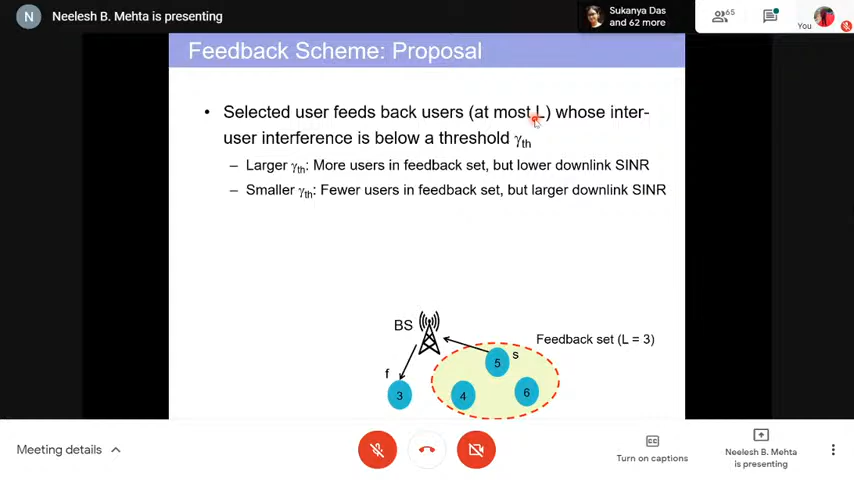 N Neelesh B. Mehta is presenting
Sukanya Das
and 62 more
65
You
Feedback Scheme: Proposal
• Selected user feeds back users (at most L) whose inter-
user interference is below a threshold γth
– Larger γth: More users in feedback set, but lower downlink SINR
– Smaller γth: Fewer users in feedback set, but larger downlink SINR
BS
Feedback set (L = 3)
s
5
f
3
4
6
Meeting details
CC
Turn on captions
Neelesh B. Mehta
is presenting